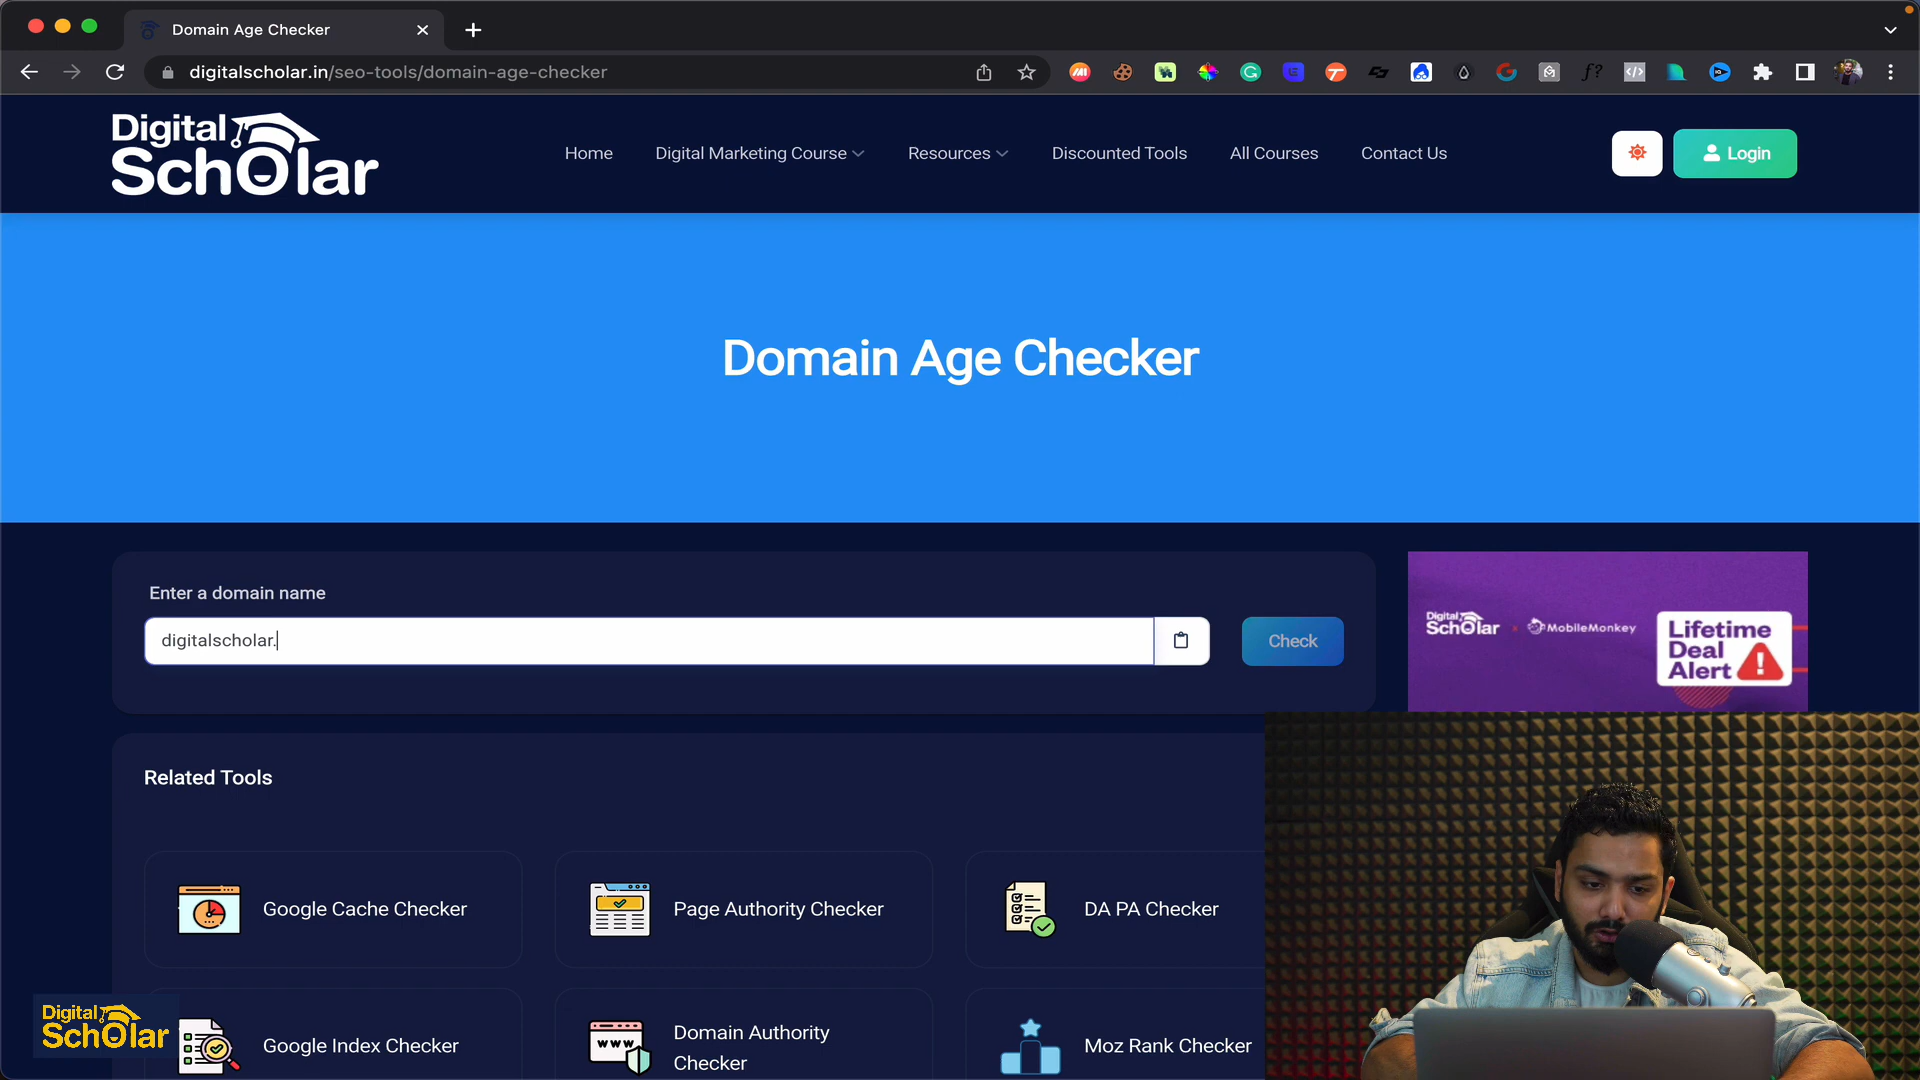 Domain Age Checker
digitalscholar.in/seo-tools/domain-age-checker
Digital
SchOlar
Home
Digital Marketing Course
Resources
Discounted Tools
All Courses
Contact Us
Login
Domain Age Checker
Enter a domain name
digitalscholar.
Check
Digital
SchOlar
MobileMonkey
Lifetime
Deal
Alert
Related Tools
Google Cache Checker
Page Authority Checker
DA PA Checker
Google Index Checker
www
Domain Authority
Checker
Moz Rank Checker
Digital
SchOlar